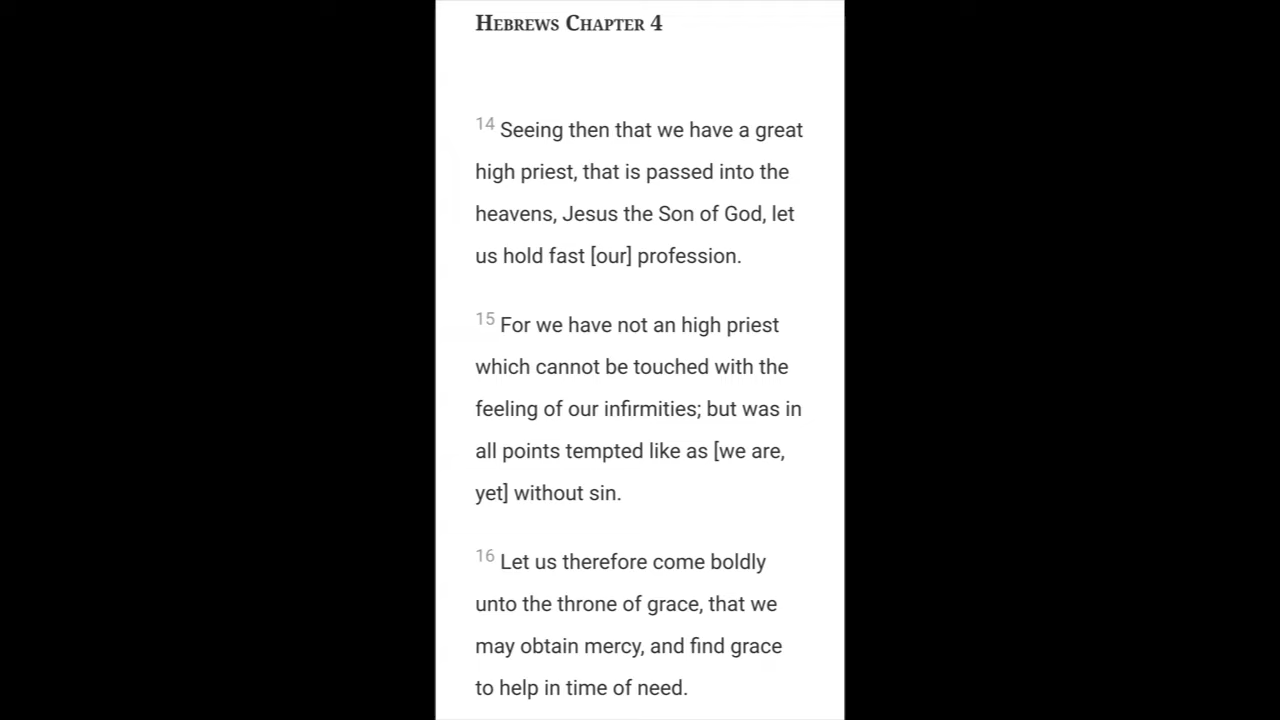 Hebrews Chapter 4
14 Seeing then that we have a great
high priest, that is passed into the
heavens, Jesus the Son of God, let
us hold fast [our] profession.
15 For we have not an high priest
which cannot be touched with the
feeling of our infirmities; but was in
all points tempted like as [we are,
yet] without sin.
16 Let us therefore come boldly
unto the throne of grace, that we
may obtain mercy, and find grace
to help in time of need.